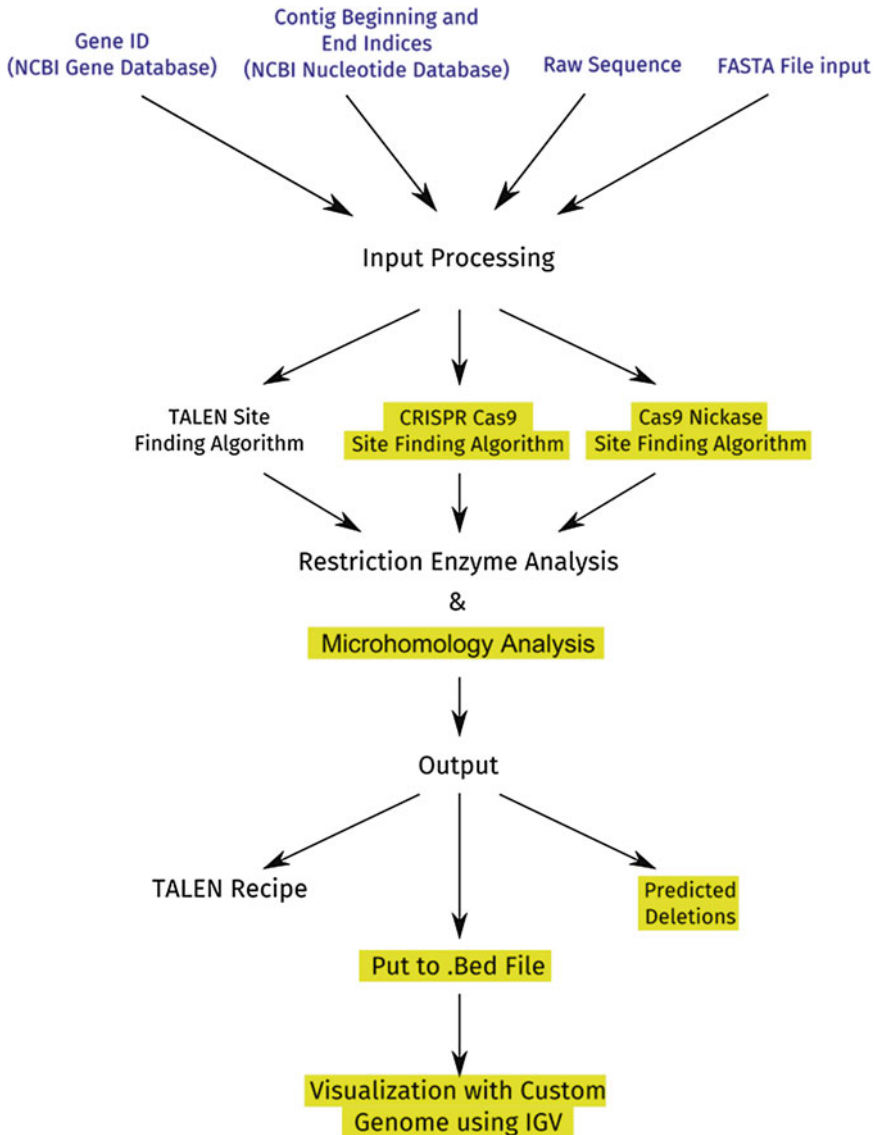 Gene ID
(NCBI Gene Database)
Contig Beginning and
End Indices
(NCBI Nucleotide Database)
Raw Sequence
FASTA File input
Input Processing
TALEN Site
Finding Algorithm
CRISPR Cas9
Site Finding Algorithm
Cas9 Nickase
Site Finding Algorithm
Restriction Enzyme Analysis
&
Microhomology Analysis
Output
TALEN Recipe
Predicted
Deletions
Put to .Bed File
Visualization with Custom
Genome using IGV